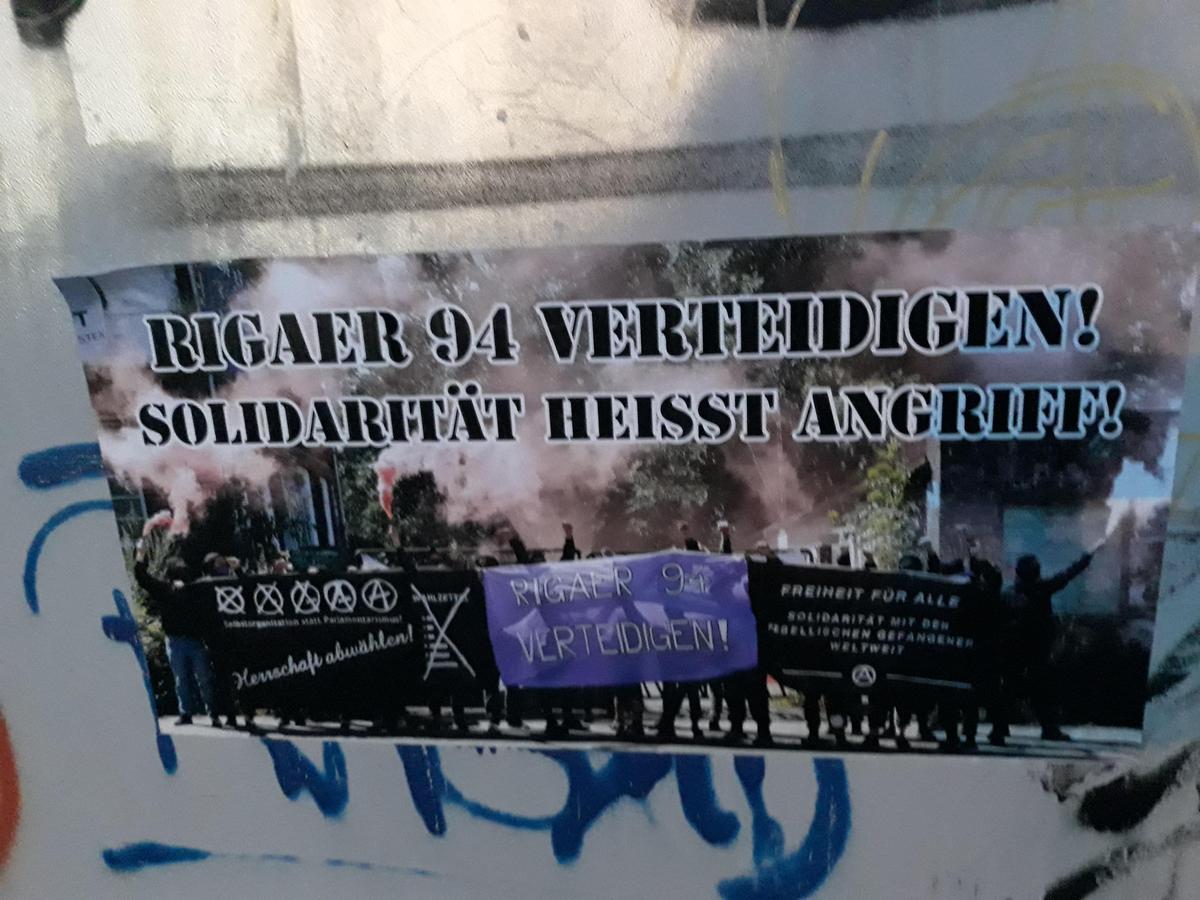 RIGAER 94 VERTEIDIGEN!
SOLIDARITÄT HEISST ANGRIFF!
Selbstorganisation statt Parlamentarismus!
Herrschaft abwählen!
RIGAER 94
VERTEIDIGEN!
FREIHEIT FÜR ALLE
SOLIDARITÄT MIT DEN
REBELLISCHEN GEFANGENEN
WELTWEIT